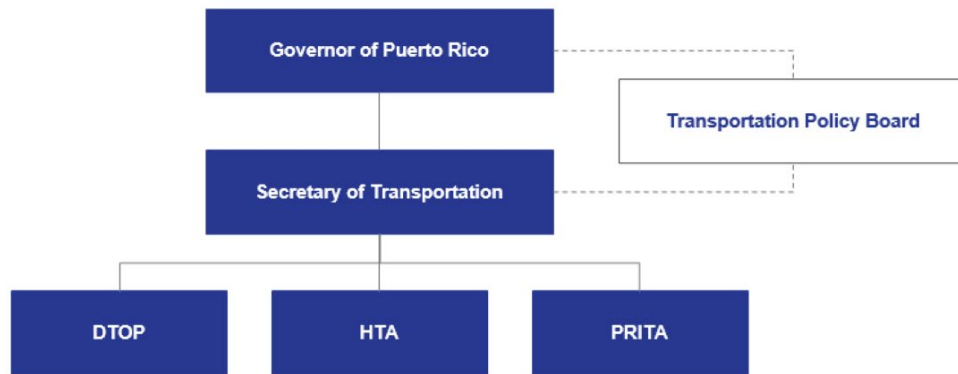 Governor of Puerto Rico
Transportation Policy Board
Secretary of Transportation
DTOP
HTA
PRITA